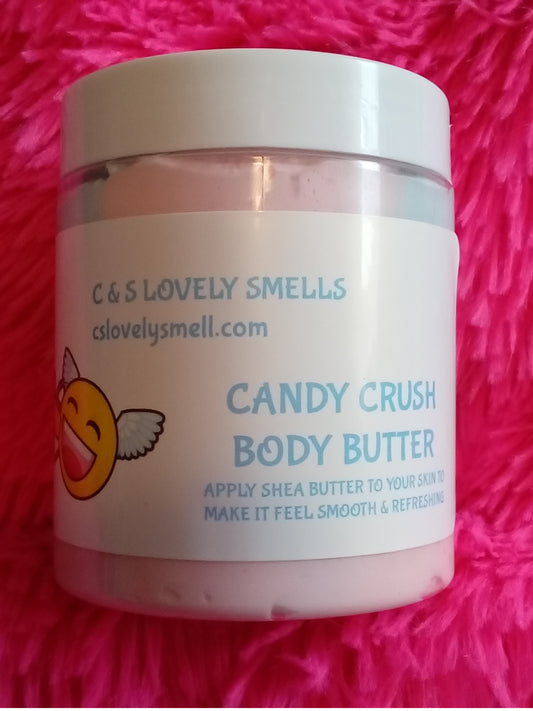 C & S LOVELY SMELLS
cslovelysmell.com
CANDY CRUSH
BODY BUTTER
APPLY SHEA BUTTER TO YOUR SKIN TO
MAKE IT FEEL SMOOTH & REFRESHING